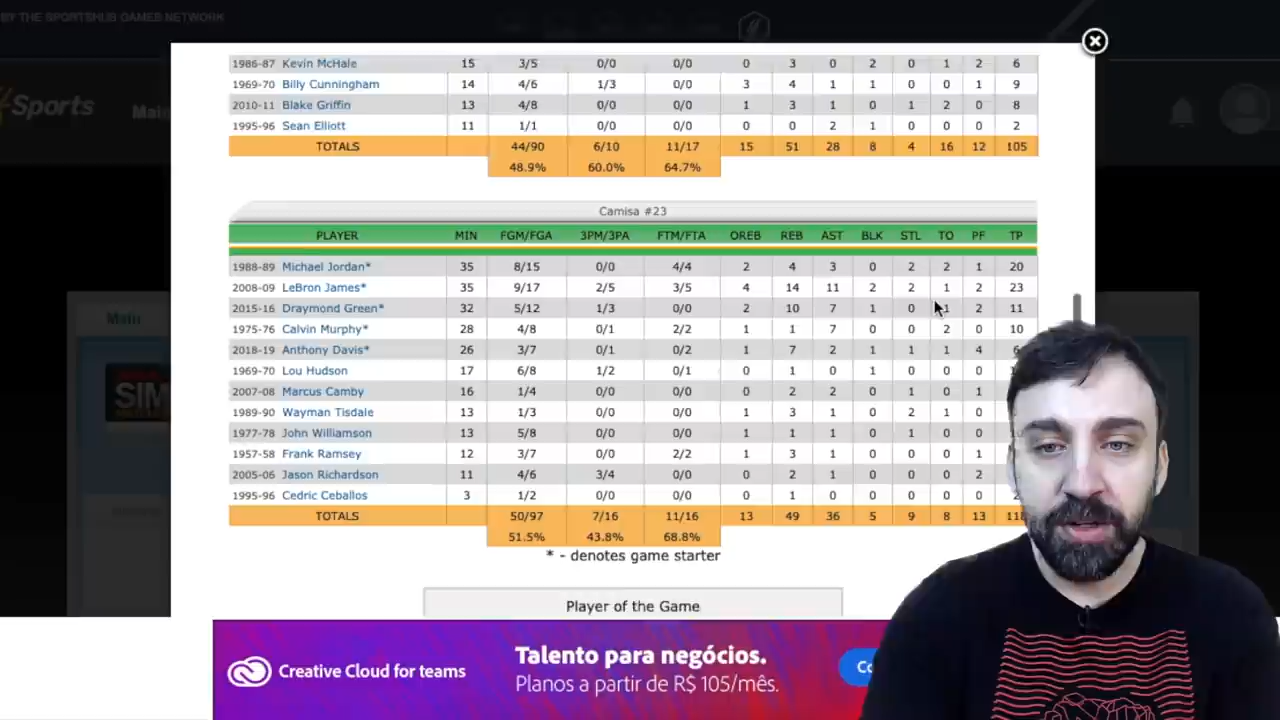 BY THE SPORTSHUB GAMES NETWORK
Sports Main
1986-87 Kevin McHale 15 3/5 0/0 0/0 0 3 0 2 0 1 2 6
1969-70 Billy Cunningham 14 4/6 1/3 0/0 3 4 1 1 0 0 1 9
2010-11 Blake Griffin 13 4/8 0/0 0/0 1 3 1 0 1 2 0 8
1995-96 Sean Elliott 11 1/1 0/0 0/0 0 0 2 1 0 0 0 2
TOTALS 44/90 6/10 11/17 15 51 28 8 4 16 12 105
48.9% 60.0% 64.7%
Camisa #23
PLAYER MIN FGM/FGA 3PM/3PA FTM/FTA OREB REB AST BLK STL TO PF TP
1988-89 Michael Jordan* 35 8/15 0/0 4/4 2 4 3 0 2 2 1 20
2008-09 LeBron James* 35 9/17 2/5 3/5 4 14 11 2 2 1 2 23
2015-16 Draymond Green* 32 5/12 1/3 0/0 2 10 7 1 0 1 2 11
1975-76 Calvin Murphy* 28 4/8 0/1 2/2 1 1 7 0 0 2 0 10
2018-19 Anthony Davis* 26 3/7 0/1 0/2 1 7 2 1 1 1 4 6
1969-70 Lou Hudson 17 6/8 1/2 0/1 0 1 0 1 0 0 0
2007-08 Marcus Camby 16 1/4 0/0 0/0 0 2 2 0 1 0 1
1989-90 Wayman Tisdale 13 1/3 0/0 0/0 1 3 1 0 2 1 0
1977-78 John Williamson 13 5/8 0/0 0/0 1 1 1 0 1 0 0
1957-58 Frank Ramsey 12 3/7 0/0 2/2 1 3 1 0 0 0 1
2005-06 Jason Richardson 11 4/6 3/4 0/0 0 2 1 0 0 0 2
1995-96 Cedric Ceballos 3 1/2 0/0 0/0 0 1 0 0 0 0 0 2
TOTALS 50/97 7/16 11/16 13 49 36 5 9 8 13
51.5% 43.8% 68.8%
* - denotes game starter
Main
SIM
Player of the Game
Creative Cloud for teams
Talento para negócios.
Planos a partir de R$ 105/mês.